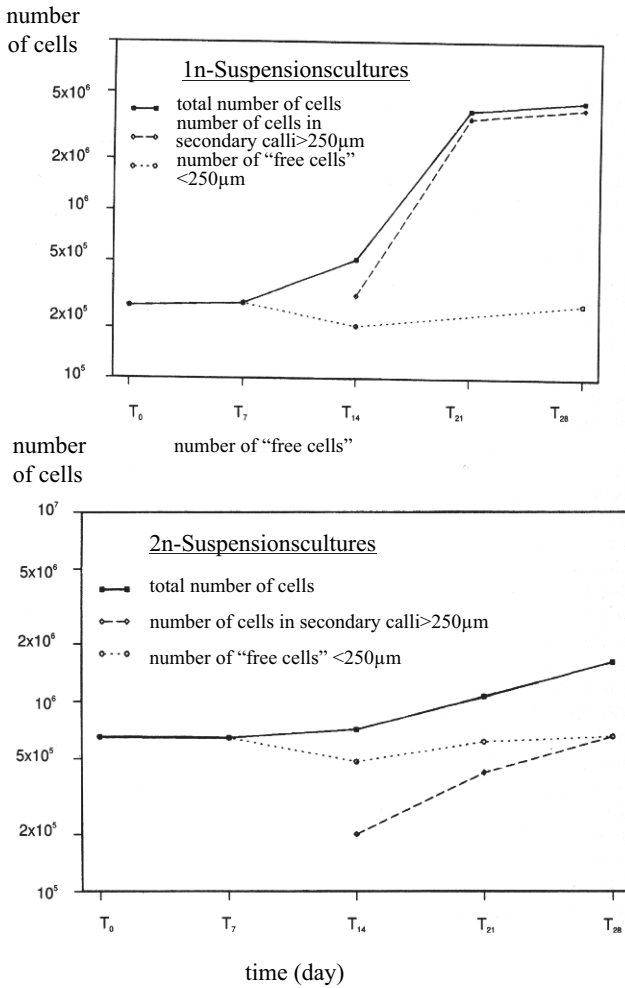 number
of cells
1n-Suspensionscultures
total number of cells
number of cells in
secondary calli>250µm
number of “free cells”
<250µm
5x10⁶
2x10⁶
10⁶
5x10⁵
2x10⁵
10⁵
T₀ T₇ T₁₄ T₂₁ T₂₈
number of “free cells”
number
of cells
10⁷
2n-Suspensionscultures
5x10⁶
total number of cells
number of cells in secondary calli>250µm
2x10⁶
number of “free cells” <250µm
10⁶
5x10⁵
2x10⁵
10⁵
T₀ T₇ T₁₄ T₂₁ T₂₈
time (day)